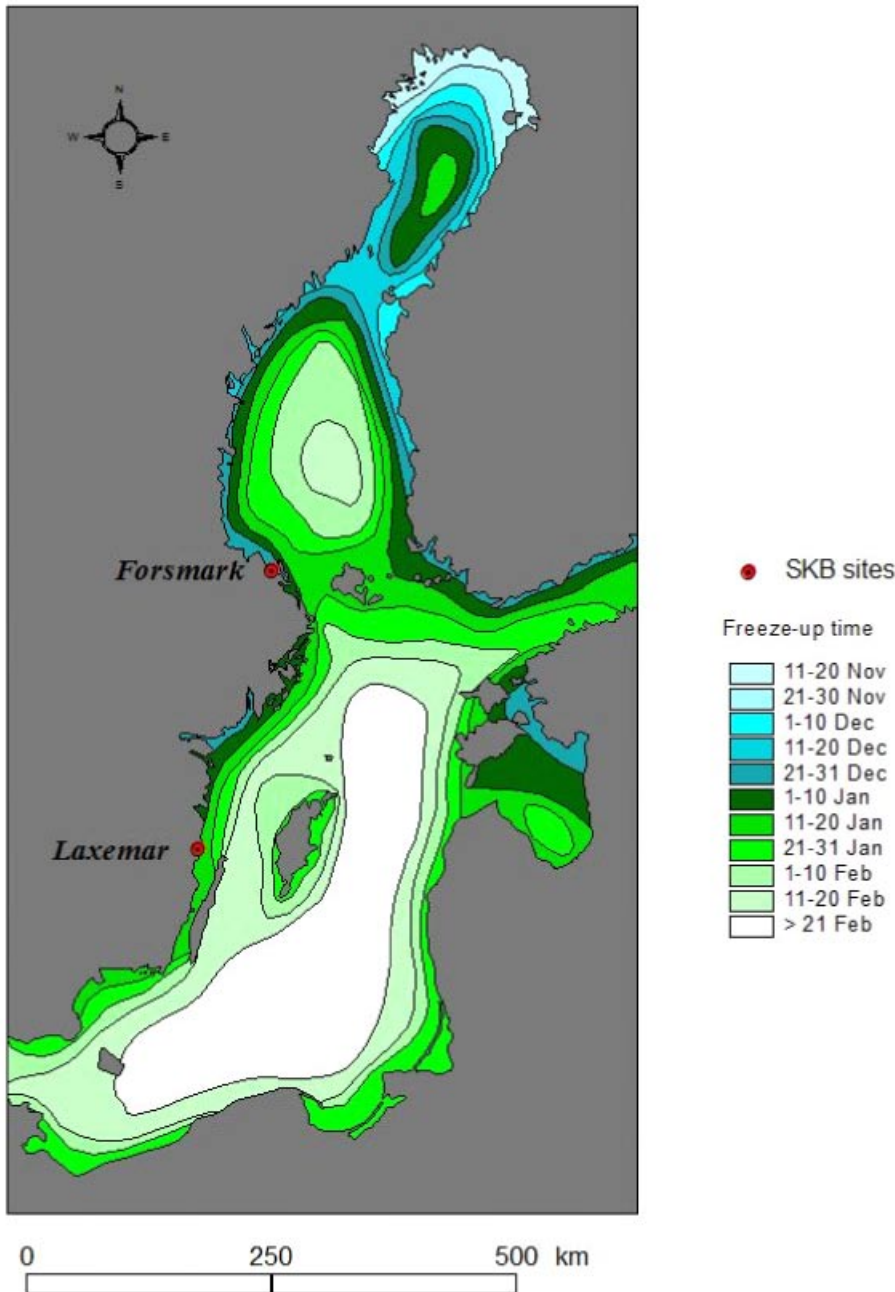 N
W E
S
Forsmark
Laxemar
SKB sites
Freeze-up time
11-20 Nov
21-30 Nov
1-10 Dec
11-20 Dec
21-31 Dec
1-10 Jan
11-20 Jan
21-31 Jan
1-10 Feb
11-20 Feb
> 21 Feb
0 250 500 km